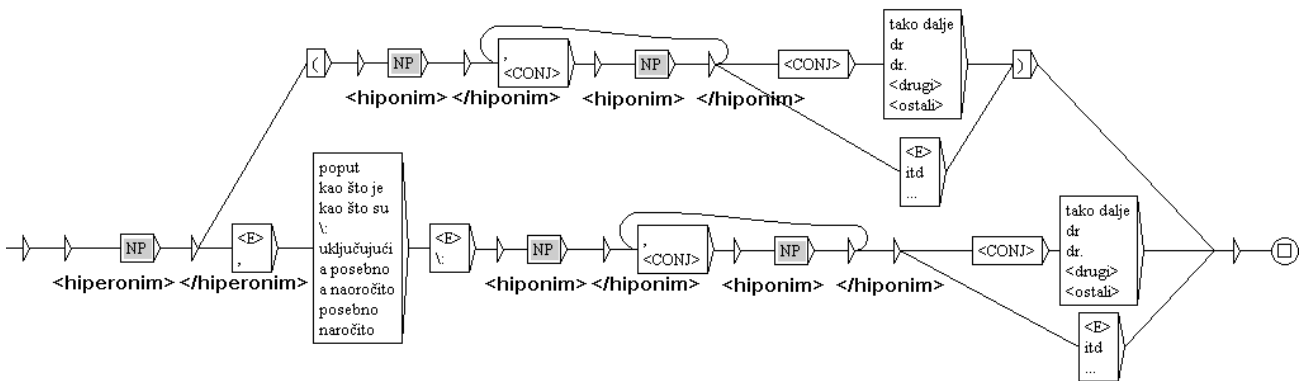 ( NP , NP <CONJ> tako dalje )
<CONJ> dr
dr.
<drugi>
<ostali>
<hiponim> </hiponim> <hiponim> </hiponim>
<E>
itd
...
NP <E> poput <E> NP , NP <CONJ> tako dalje
, kao što je \: <CONJ> dr
kao što su dr.
\: <drugi>
uključujući <ostali>
a posebno
a naoročito
posebno
naročito
<hiperonim> </hiperonim> <hiponim> </hiponim> <hiponim> </hiponim>
<E>
itd
...